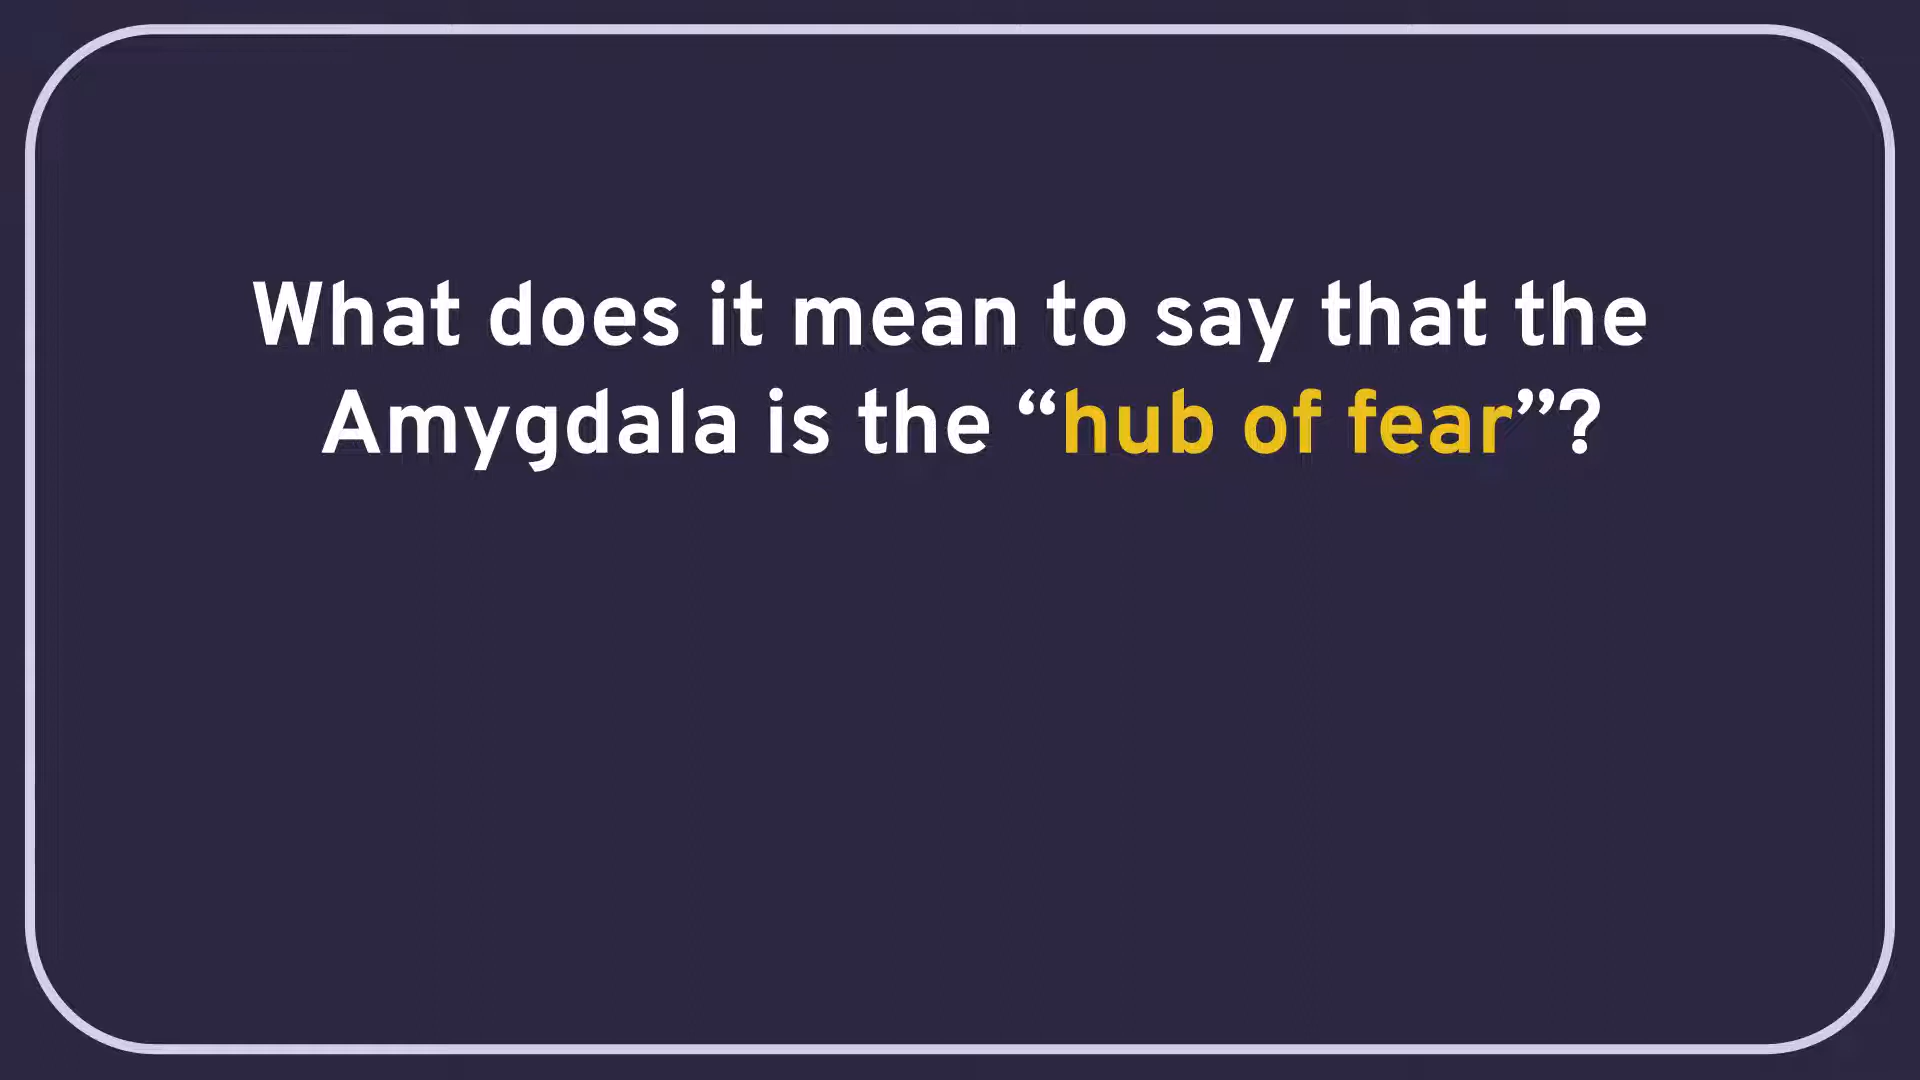 What does it mean to say that the
Amygdala is the “hub of fear”?